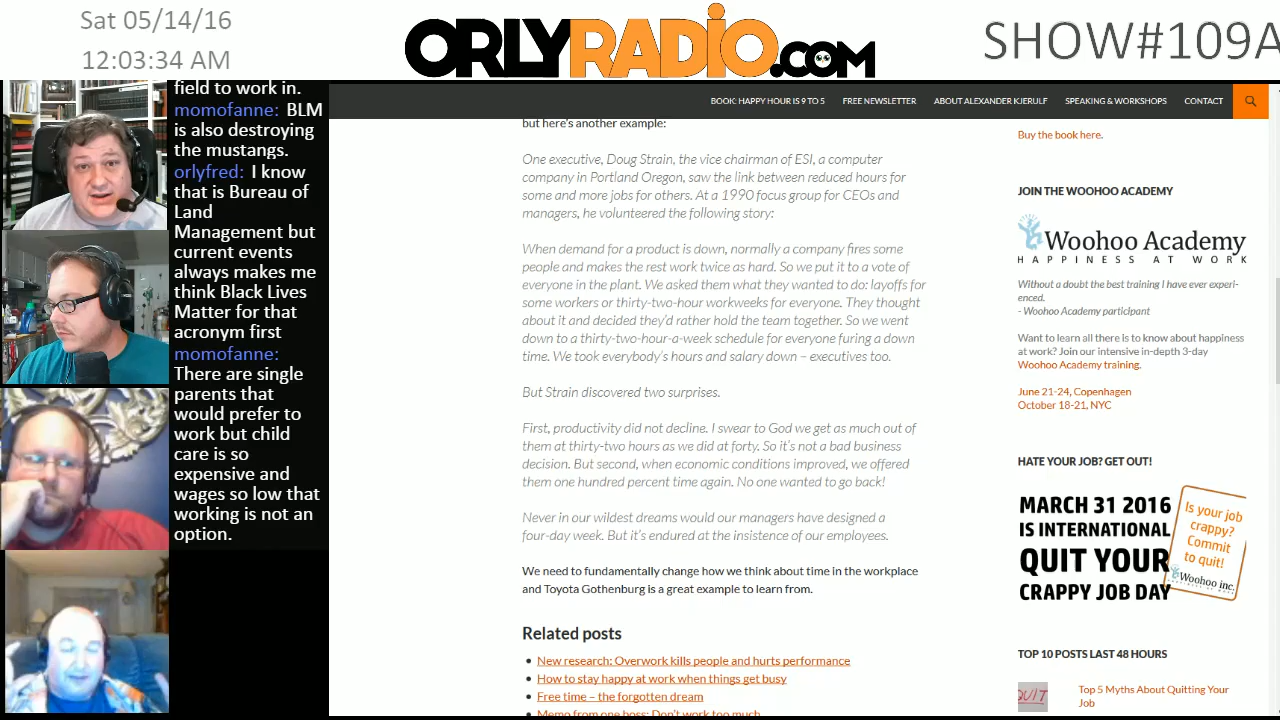 Sat 05/14/16
12:03:34 AM
ORLYRADiO.COM
SHOW#109A
field to work in.
momofanne: BLM
is also destroying
the mustangs.
orlyfred: I know
that is Bureau of
Land
Management but
current events
always makes me
think Black Lives
Matter for that
acronym first
momofanne:
There are single
parents that
would prefer to
work but child
care is so
expensive and
wages so low that
working is not an
option.
BOOK: HAPPY HOUR IS 9 TO 5 FREE NEWSLETTER ABOUT ALEXANDER KJERULF SPEAKING & WORKSHOPS CONTACT
but here's another example:
One executive, Doug Strain, the vice chairman of ESI, a computer
company in Portland Oregon, saw the link between reduced hours for
some and more jobs for others. At a 1990 focus group for CEOs and
managers, he volunteered the following story:
When demand for a product is down, normally a company fires some
people and makes the rest work twice as hard. So we put it to a vote of
everyone in the plant. We asked them what they wanted to do: layoffs for
some workers or thirty-two-hour workweeks for everyone. They thought
about it and decided they'd rather hold the team together. So we went
down to a thirty-two-hour-a-week schedule for everyone furing a down
time. We took everybody's hours and salary down – executives too.
But Strain discovered two surprises.
First, productivity did not decline. I swear to God we get as much out of
them at thirty-two hours as we did at forty. So it's not a bad business
decision. But second, when economic conditions improved, we offered
them one hundred percent time again. No one wanted to go back!
Never in our wildest dreams would our managers have designed a
four-day week. But it's endured at the insistence of our employees.
We need to fundamentally change how we think about time in the workplace
and Toyota Gothenburg is a great example to learn from.
Related posts
New research: Overwork kills people and hurts performance
How to stay happy at work when things get busy
Free time – the forgotten dream
Memo from one boss: Don't work too much
Buy the book here.
JOIN THE WOOHOO ACADEMY
Woohoo Academy
HAPPINESS AT WORK
Without a doubt the best training I have ever experi-
enced.
- Woohoo Academy participant
Want to learn all there is to know about happiness
at work? Join our intensive in-depth 3-day
Woohoo Academy training.
June 21-24, Copenhagen
October 18-21, NYC
HATE YOUR JOB? GET OUT!
MARCH 31 2016
IS INTERNATIONAL
QUIT YOUR
CRAPPY JOB DAY
Is your job
crappy?
Commit
to quit!
Woohoo inc.
TOP 10 POSTS LAST 48 HOURS
QUIT
Top 5 Myths About Quitting Your
Job